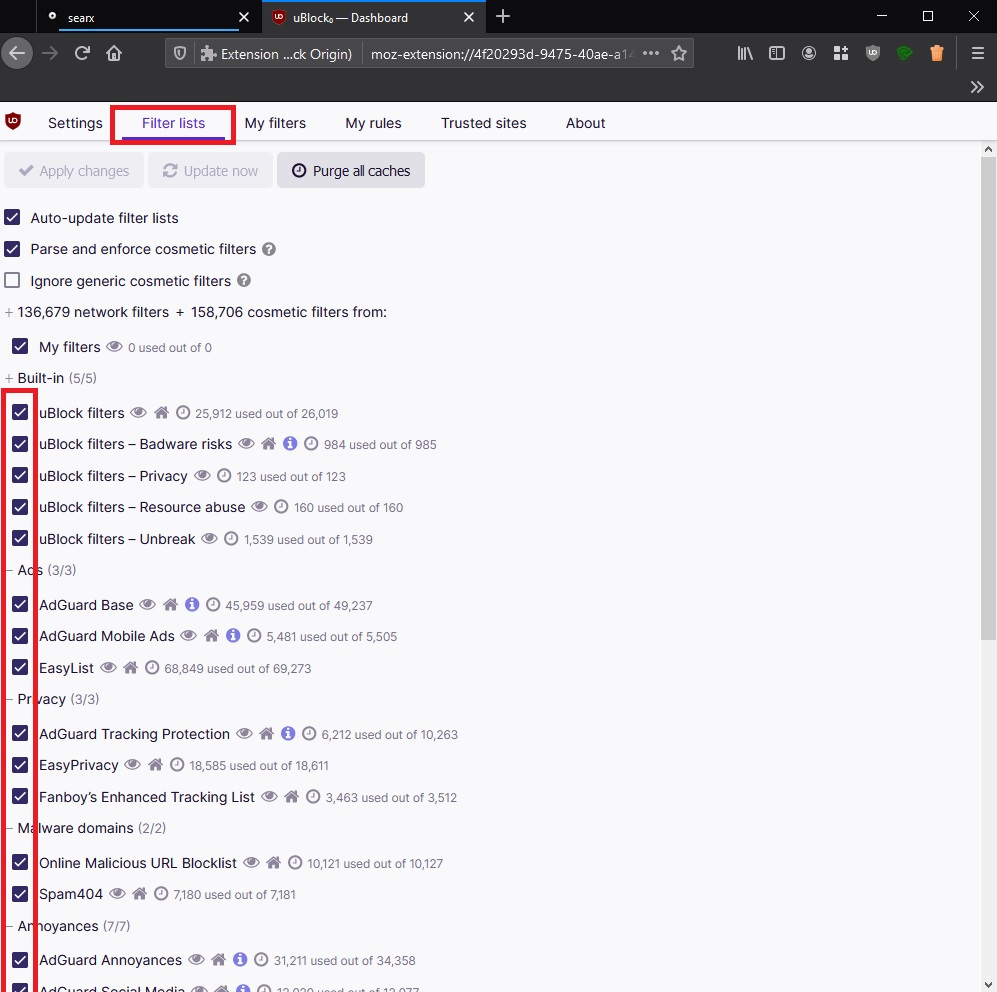 searx
uBlock₀ — Dashboard
Extension ...ck Origin)
moz-extension://4f20293d-9475-40ae-a1
Settings
Filter lists
My filters
My rules
Trusted sites
About
Apply changes
Update now
Purge all caches
Auto-update filter lists
Parse and enforce cosmetic filters
Ignore generic cosmetic filters
+ 136,679 network filters + 158,706 cosmetic filters from:
My filters 0 used out of 0
+ Built-in (5/5)
uBlock filters 25,912 used out of 26,019
uBlock filters – Badware risks 984 used out of 985
uBlock filters – Privacy 123 used out of 123
uBlock filters – Resource abuse 160 used out of 160
uBlock filters – Unbreak 1,539 used out of 1,539
– Ads (3/3)
AdGuard Base 45,959 used out of 49,237
AdGuard Mobile Ads 5,481 used out of 5,505
EasyList 68,849 used out of 69,273
– Privacy (3/3)
AdGuard Tracking Protection 6,212 used out of 10,263
EasyPrivacy 18,585 used out of 18,611
Fanboy’s Enhanced Tracking List 3,463 used out of 3,512
– Malware domains (2/2)
Online Malicious URL Blocklist 10,121 used out of 10,127
Spam404 7,180 used out of 7,181
– Annoyances (7/7)
AdGuard Annoyances 31,211 used out of 34,358
AdGuard Social Media used out of